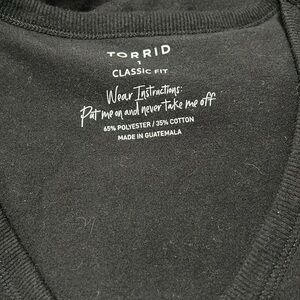 TORRID
1
CLASSIC FIT
Wear Instructions:
Put me on and never take me off
65% POLYESTER / 35% COTTON
MADE IN GUATEMALA